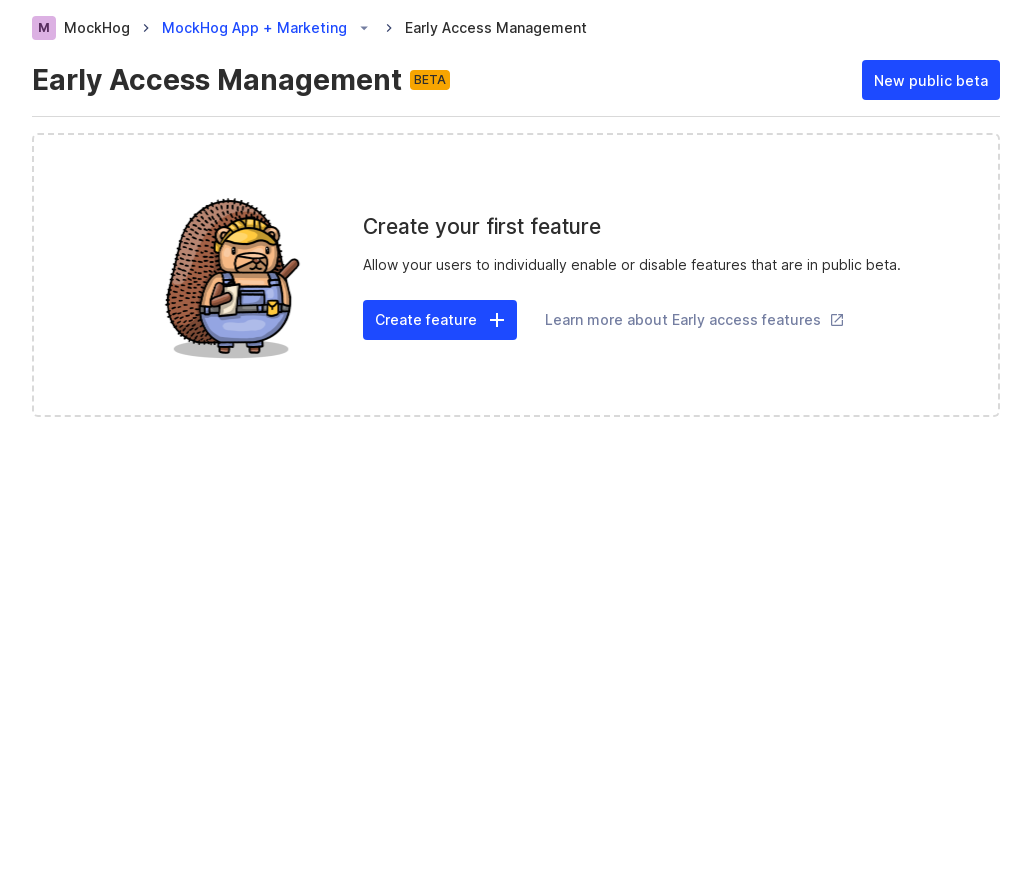 M MockHog MockHog App + Marketing Early Access Management
Early Access Management BETA
New public beta
Create your first feature
Allow your users to individually enable or disable features that are in public beta.
Create feature
Learn more about Early access features